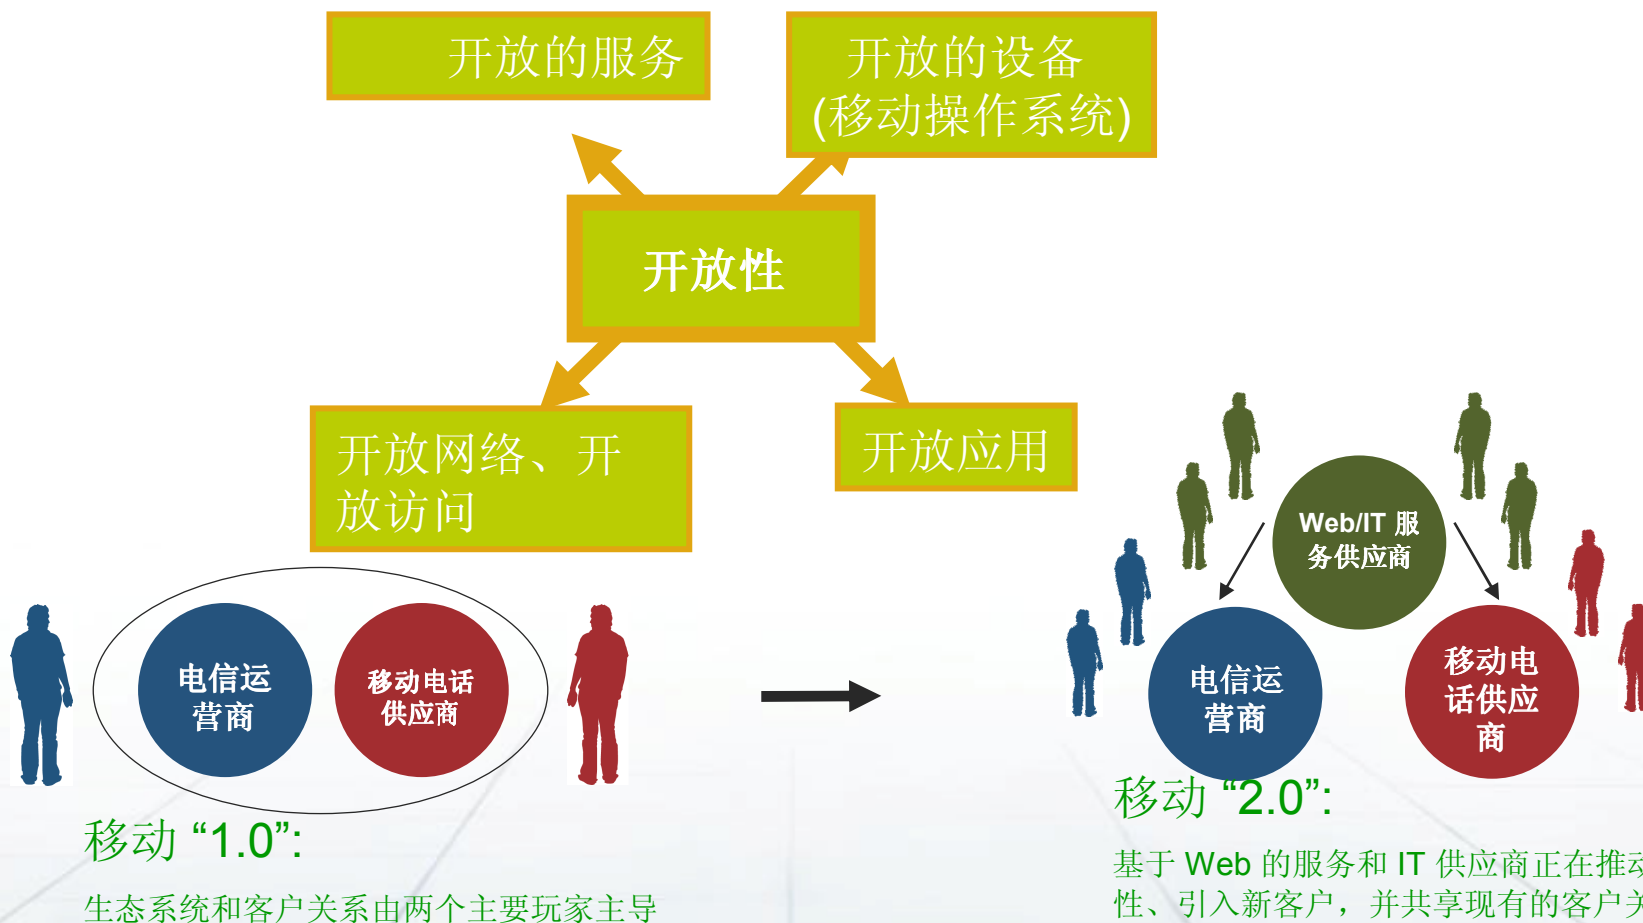 开放的服务
开放的设备
(移动操作系统)
开放性
开放网络、开
放访问
开放应用
Web/IT 服
务供应商
电信运
营商
移动电话
供应商
电信运
营商
移动电
话供应
商
移动 “1.0”:
生态系统和客户关系由两个主要玩家主导
移动 “2.0”:
基于 Web 的服务和 IT 供应商正在推动
性、引入新客户，并共享现有的客户关